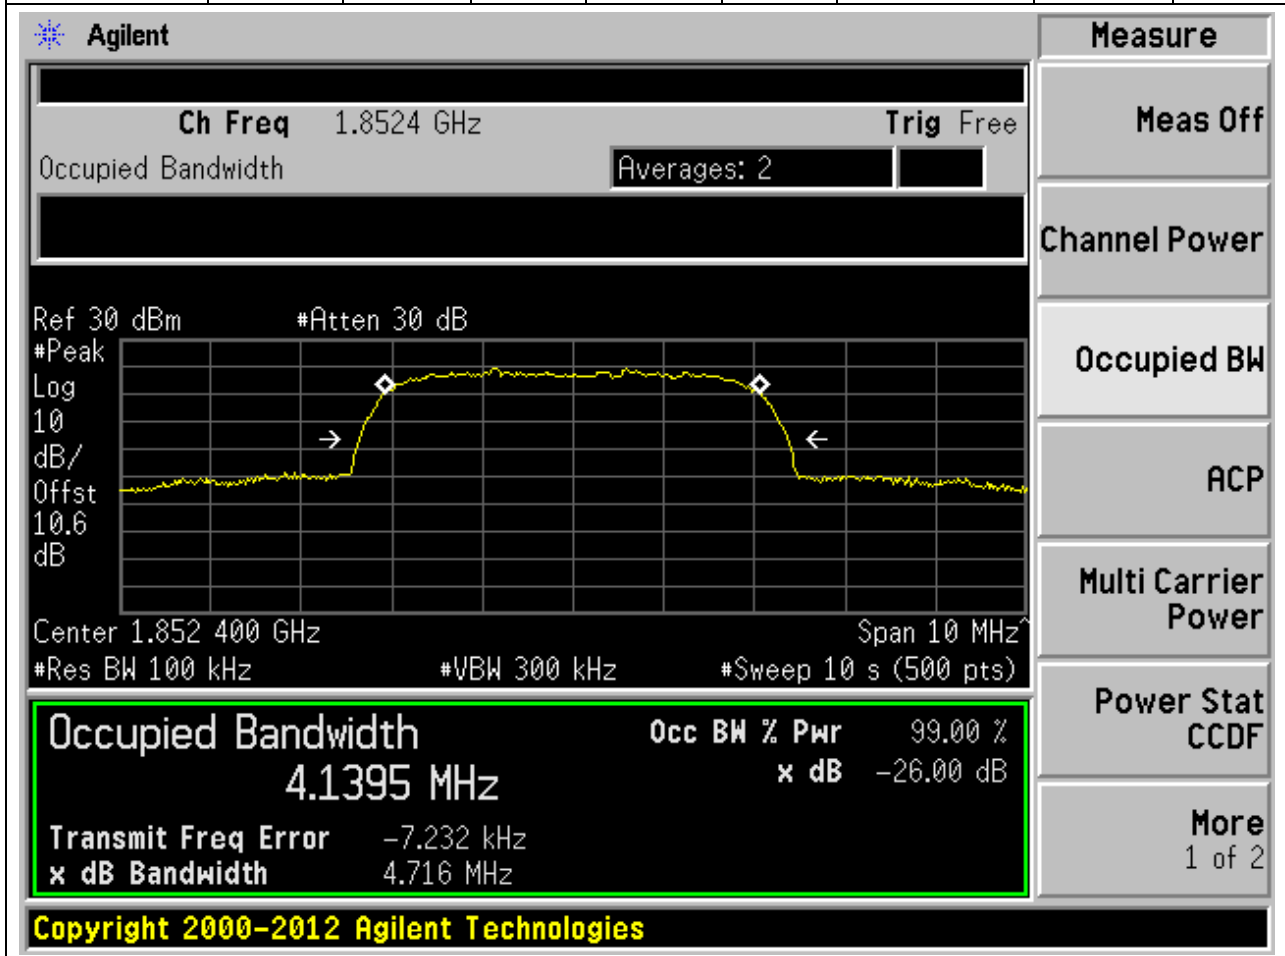 Agilent
Measure
Ch Freq 1.8524 GHz Trig Free
Meas Off
Occupied Bandwidth Averages: 2
Channel Power
Ref 30 dBm #Atten 30 dB
#Peak
Log
10
dB/
Offst
10.6
dB
Occupied BW
ACP
Multi Carrier
Power
Center 1.852 400 GHz Span 10 MHz^
#Res BW 100 kHz #VBW 300 kHz #Sweep 10 s (500 pts)
Power Stat
CCDF
Occupied Bandwidth Occ BW % Pwr 99.00 %
4.1395 MHz x dB -26.00 dB
Transmit Freq Error -7.232 kHz
x dB Bandwidth 4.716 MHz
More
1 of 2
Copyright 2000-2012 Agilent Technologies